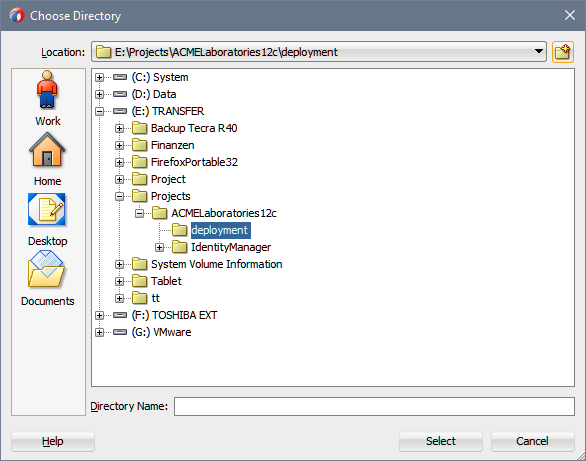 Choose Directory
Location: E:\Projects\ACMELaboratories12c\deployment
Work
Home
Desktop
Documents
(C:) System
(D:) Data
(E:) TRANSFER
Backup Tecra R40
Finanzen
FirefoxPortable32
Project
Projects
ACMELaboratories12c
deployment
IdentityManager
System Volume Information
Tablet
tt
(F:) TOSHIBA EXT
(G:) VMware
Directory Name:
Help
Select
Cancel